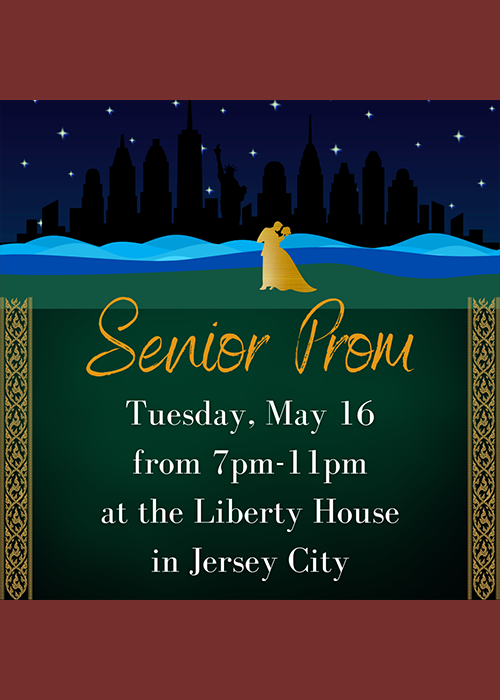 Senior Prom
Tuesday, May 16
from 7pm-11pm
at the Liberty House
in Jersey City